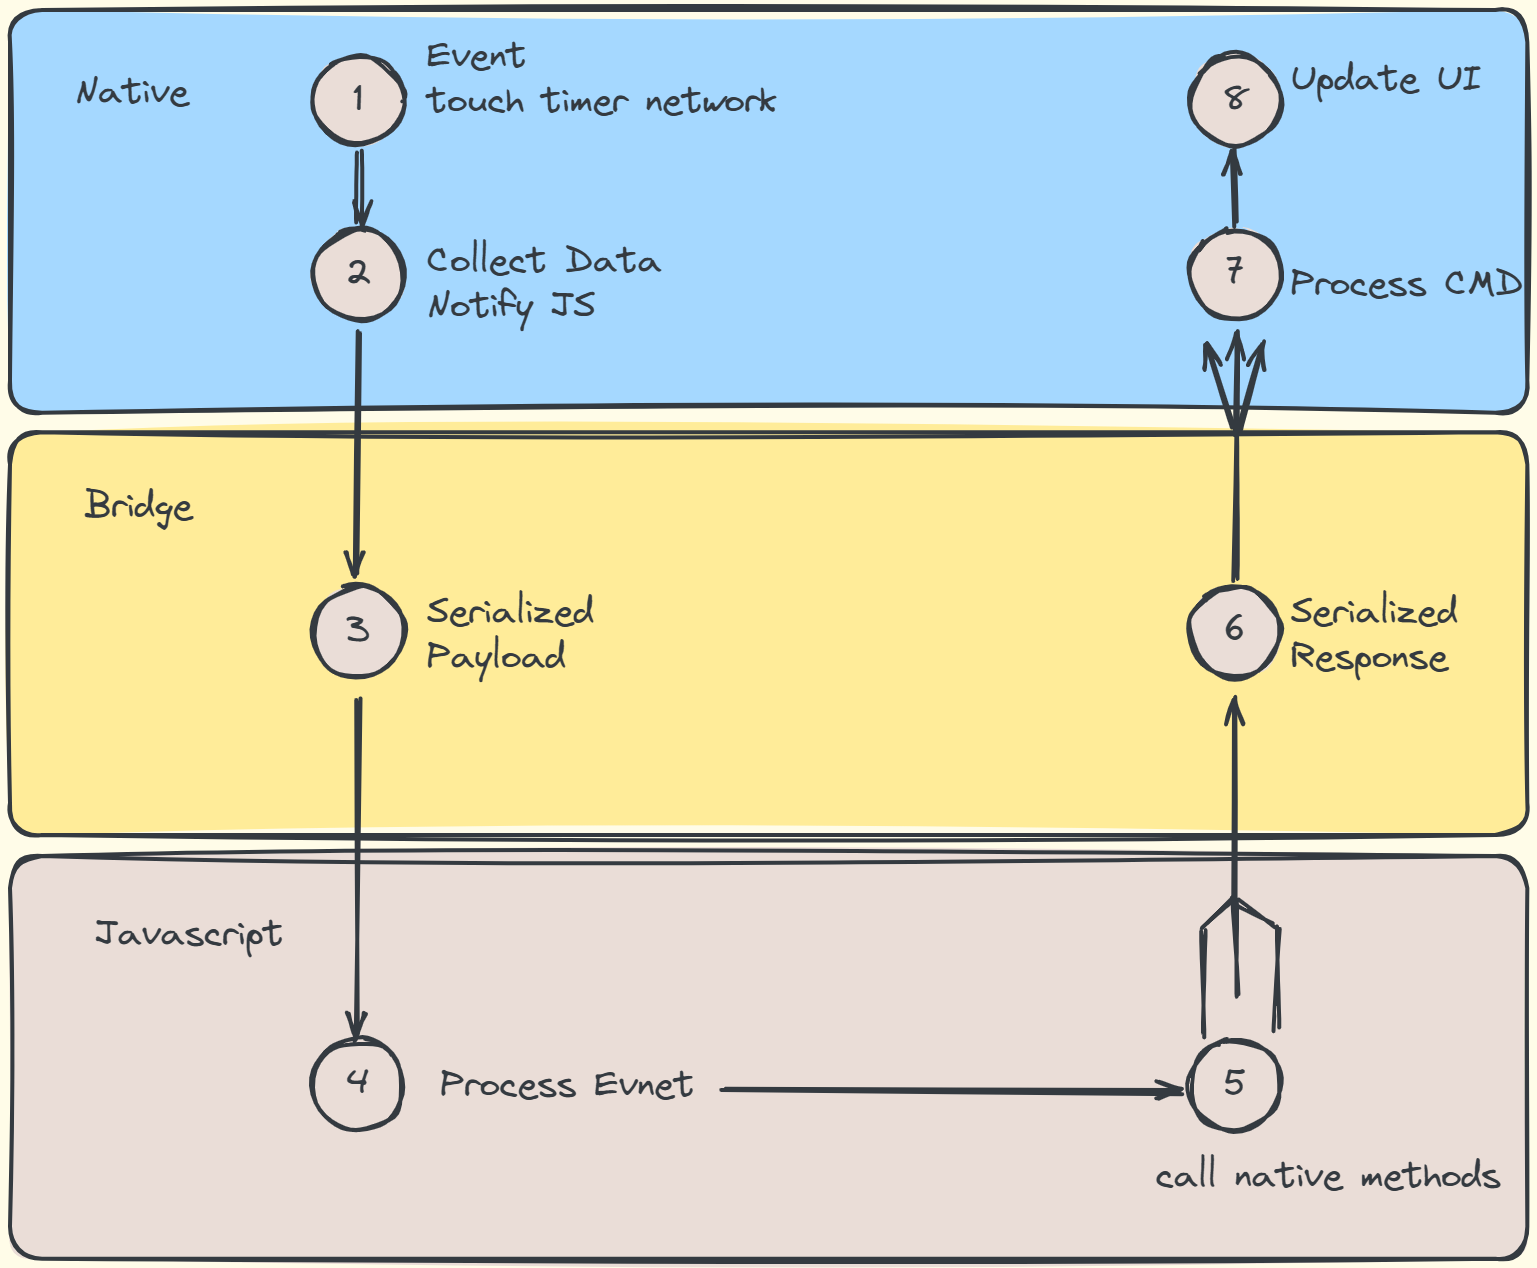 Native
1
Event
touch timer network
8
Update UI
2
Collect Data
Notify JS
7
Process CMD
Bridge
3
Serialized
Payload
6
Serialized
Response
Javascript
4
Process Evnet
5
call native methods